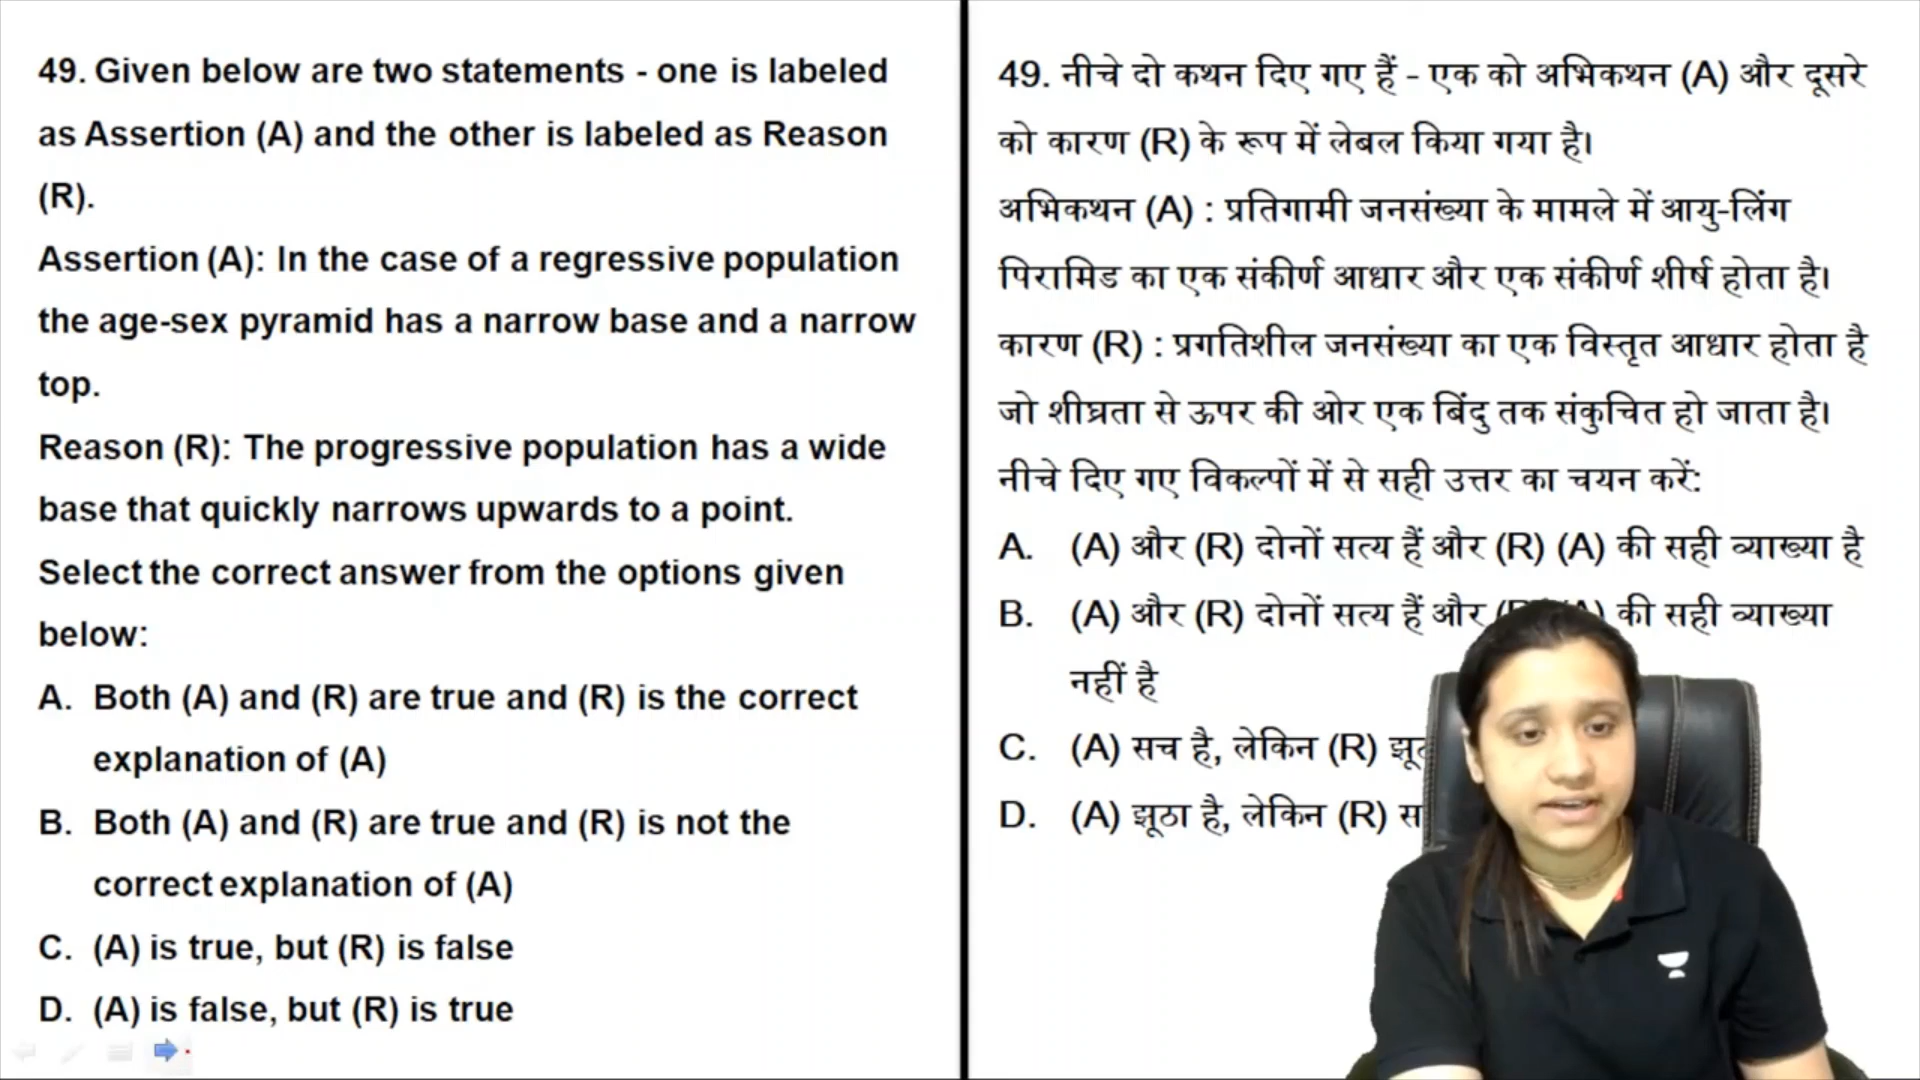 49. Given below are two statements - one is labeled
as Assertion (A) and the other is labeled as Reason
(R).
Assertion (A): In the case of a regressive population
the age-sex pyramid has a narrow base and a narrow
top.
Reason (R): The progressive population has a wide
base that quickly narrows upwards to a point.
Select the correct answer from the options given
below:
A. Both (A) and (R) are true and (R) is the correct
explanation of (A)
B. Both (A) and (R) are true and (R) is not the
correct explanation of (A)
C. (A) is true, but (R) is false
D. (A) is false, but (R) is true
49. नीचे दो कथन दिए गए हैं - एक को अभिकथन (A) और दूसरे
को कारण (R) के रूप में लेबल किया गया है।
अभिकथन (A) : प्रतिगामी जनसंख्या के मामले में आयु-लिंग
पिरामिड का एक संकीर्ण आधार और एक संकीर्ण शीर्ष होता है।
कारण (R) : प्रगतिशील जनसंख्या का एक विस्तृत आधार होता है
जो शीघ्रता से ऊपर की ओर एक बिंदु तक संकुचित हो जाता है।
नीचे दिए गए विकल्पों में से सही उत्तर का चयन करें:
A. (A) और (R) दोनों सत्य हैं और (R) (A) की सही व्याख्या है
B. (A) और (R) दोनों सत्य हैं और की सही व्याख्या
नहीं है
C. (A) सच है, लेकिन (R)
D. (A) झूठा है, लेकिन (R)